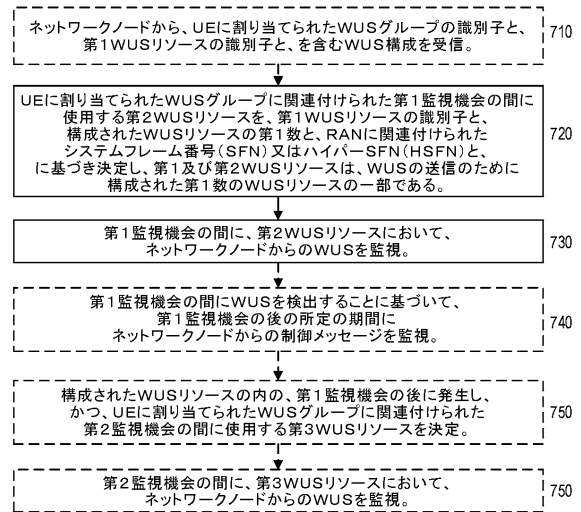 ネットワークノードから、UEに割り当てられたWUSグループの識別子と、
第1WUSリソースの識別子と、を含むWUS構成を受信。
710
UEに割り当てられたWUSグループに関連付けられた第1監視機会の間に
使用する第2WUSリソースを、第1WUSリソースの識別子と、
構成されたWUSリソースの第1数と、RANに関連付けられた
システムフレーム番号(SFN)又はハイパーSFN(HSFN)と、
に基づき決定し、第1及び第2WUSリソースは、WUSの送信のために
構成された第1数のWUSリソースの一部である。
720
第1監視機会の間に、第2WUSリソースにおいて、
ネットワークノードからのWUSを監視。
730
第1監視機会の間にWUSを検出することに基づいて、
第1監視機会の後の所定の期間に
ネットワークノードからの制御メッセージを監視。
740
構成されたWUSリソースの内の、第1監視機会の後に発生し、
かつ、UEに割り当てられたWUSグループに関連付けられた
第2監視機会の間に使用する第3WUSリソースを決定。
750
第2監視機会の間に、第3WUSリソースにおいて、
ネットワークノードからのWUSを監視。
750